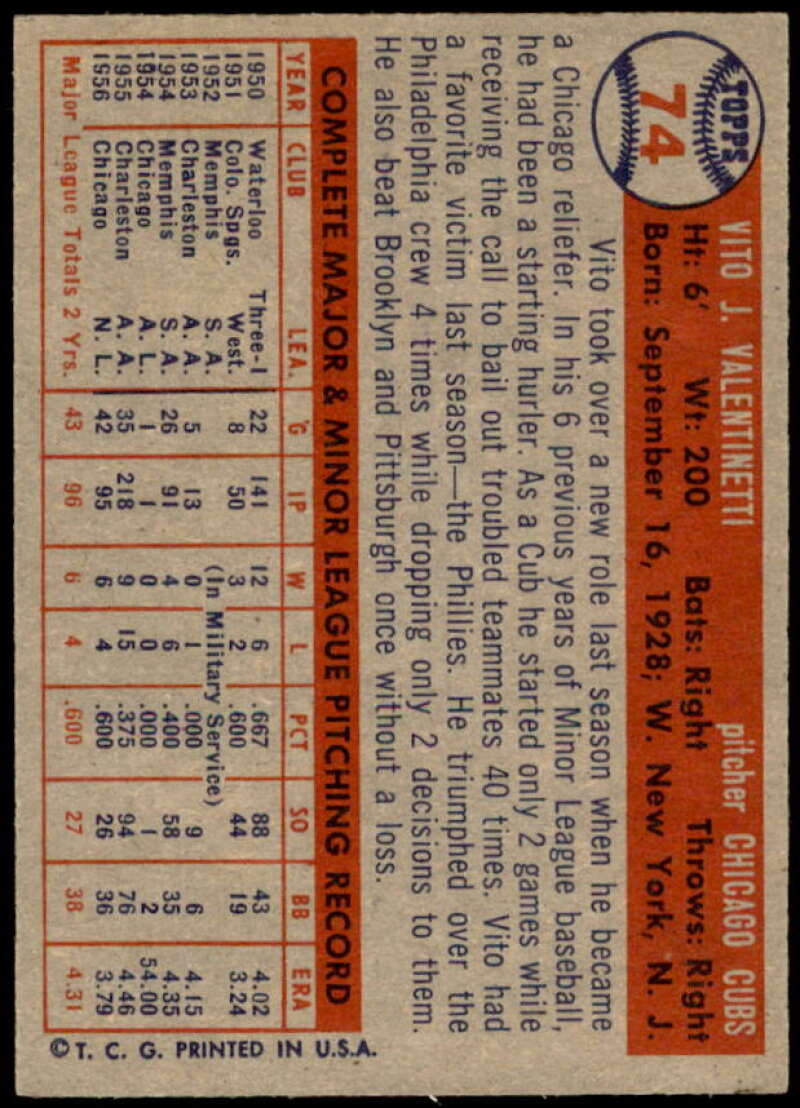 TOPPS
74
VITO J. VALENTINETTI pitcher CHICAGO CUBS
Ht: 6' Wt: 200 Bats: Right Throws: Right
Born: September 16, 1928; W. New York, N. J.
Vito took over a new role last season when he became
a Chicago reliefer. In his 6 previous years of Minor League baseball,
he had been a starting hurler. As a Cub he started only 2 games while
receiving the call to bail out troubled teammates 40 times. Vito had
a favorite victim last season—the Phillies. He triumphed over the
Philadelphia crew 4 times while dropping only 2 decisions to them.
He also beat Brooklyn and Pittsburgh once without a loss.
COMPLETE MAJOR & MINOR LEAGUE PITCHING RECORD
YEAR CLUB LEA. G IP W L PCT SO BB ERA
1950 Waterloo Three-I 22 141 12 6 .667 88 43 4.02
1951 Colo. Spgs. West. 8 50 3 2 .600 44 19 3.24
1952 Memphis S. A. (In Military Service)
1953 Charleston A. A. 5 13 0 1 .000 9 6 4.15
1954 Memphis S. A. 26 91 4 6 .400 58 35 4.35
1954 Chicago A. L. 1 1 0 0 .000 1 2 54.00
1955 Charleston A. A. 35 218 9 15 .375 94 76 4.46
1956 Chicago N. L. 42 95 6 4 .600 26 36 3.79
Major League Totals 2 Yrs. 43 96 6 4 .600 27 38 4.31
© T. C. G. PRINTED IN U.S.A.